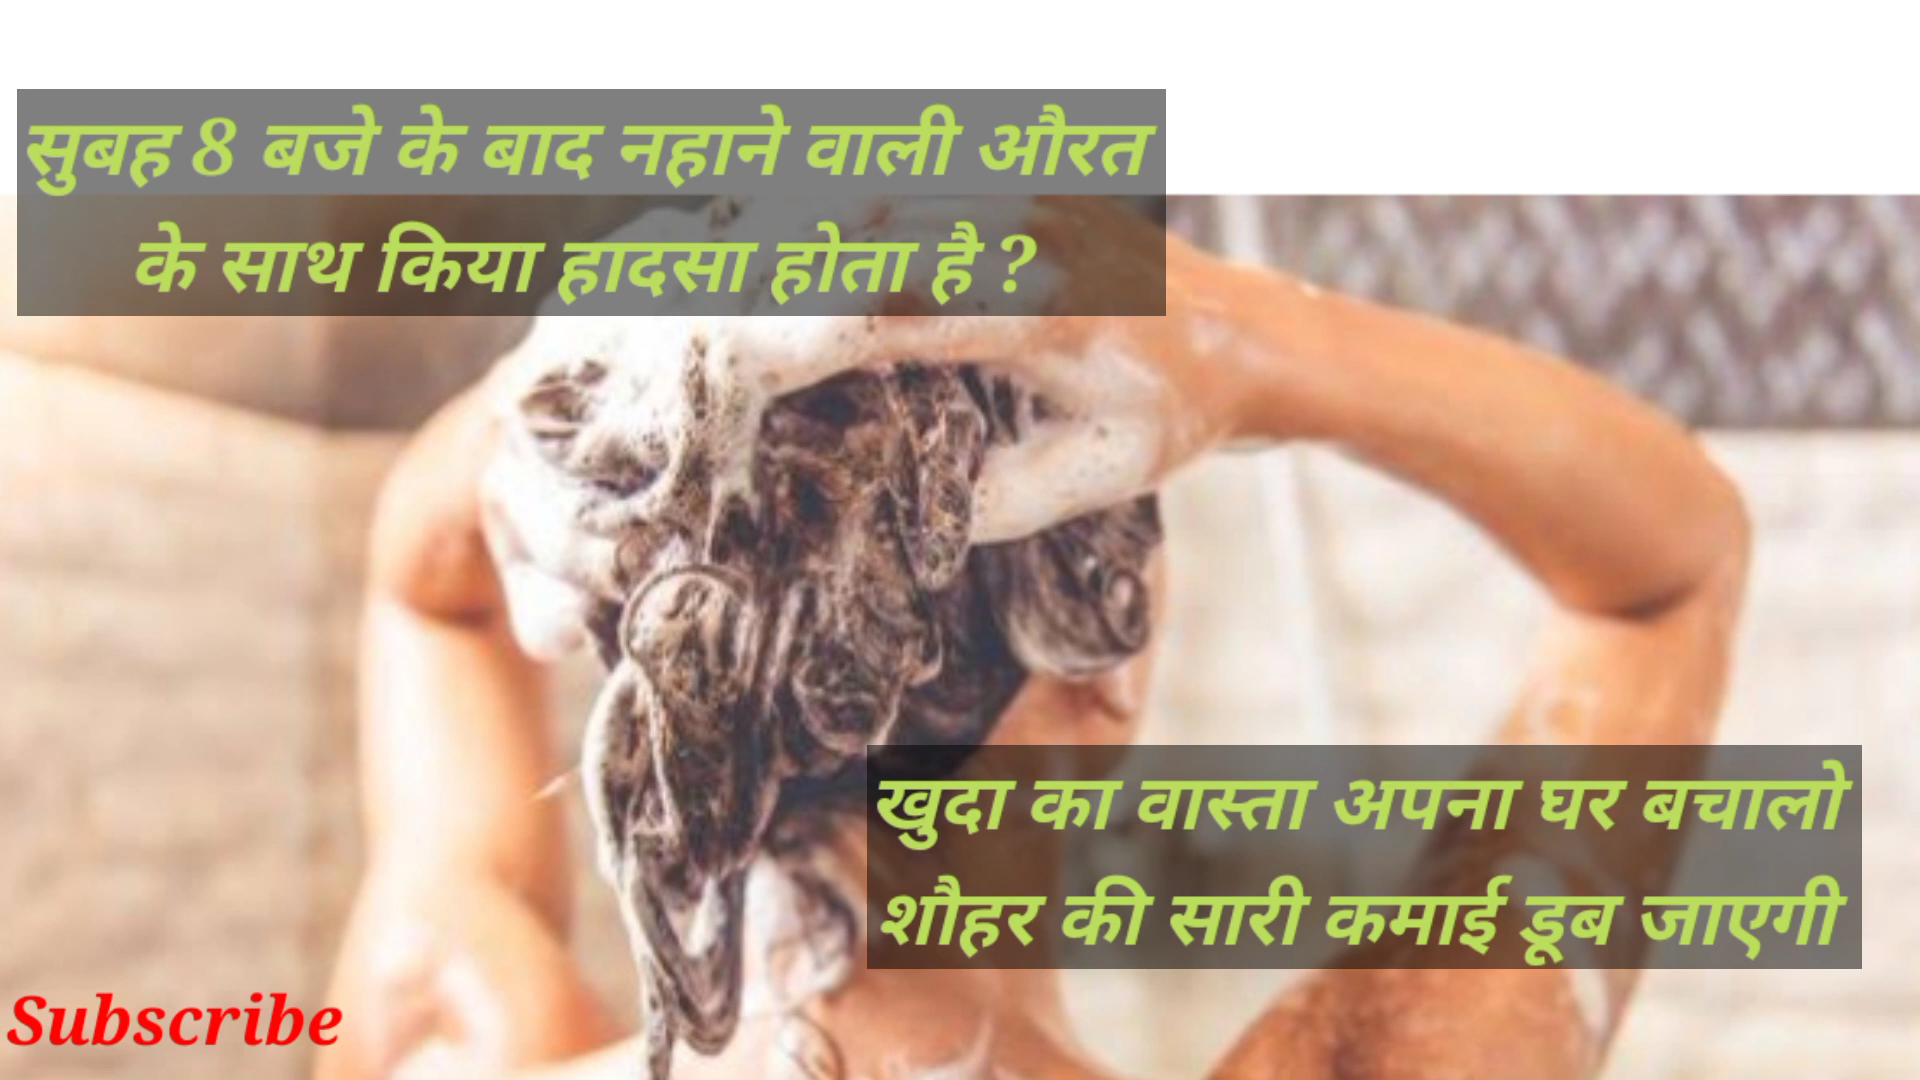 सुबह 8 बजे के बाद नहाने वाली औरत
के साथ किया हादसा होता है ?
खुदा का वास्ता अपना घर बचालो
शौहर की सारी कमाई डूब जाएगी
Subscribe